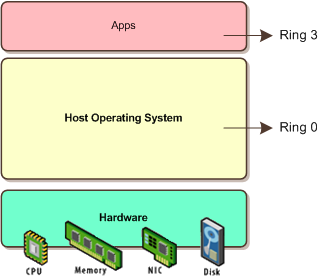 Apps
Ring 3
Host Operating System
Ring 0
Hardware
CPU
Memory
NIC
Disk